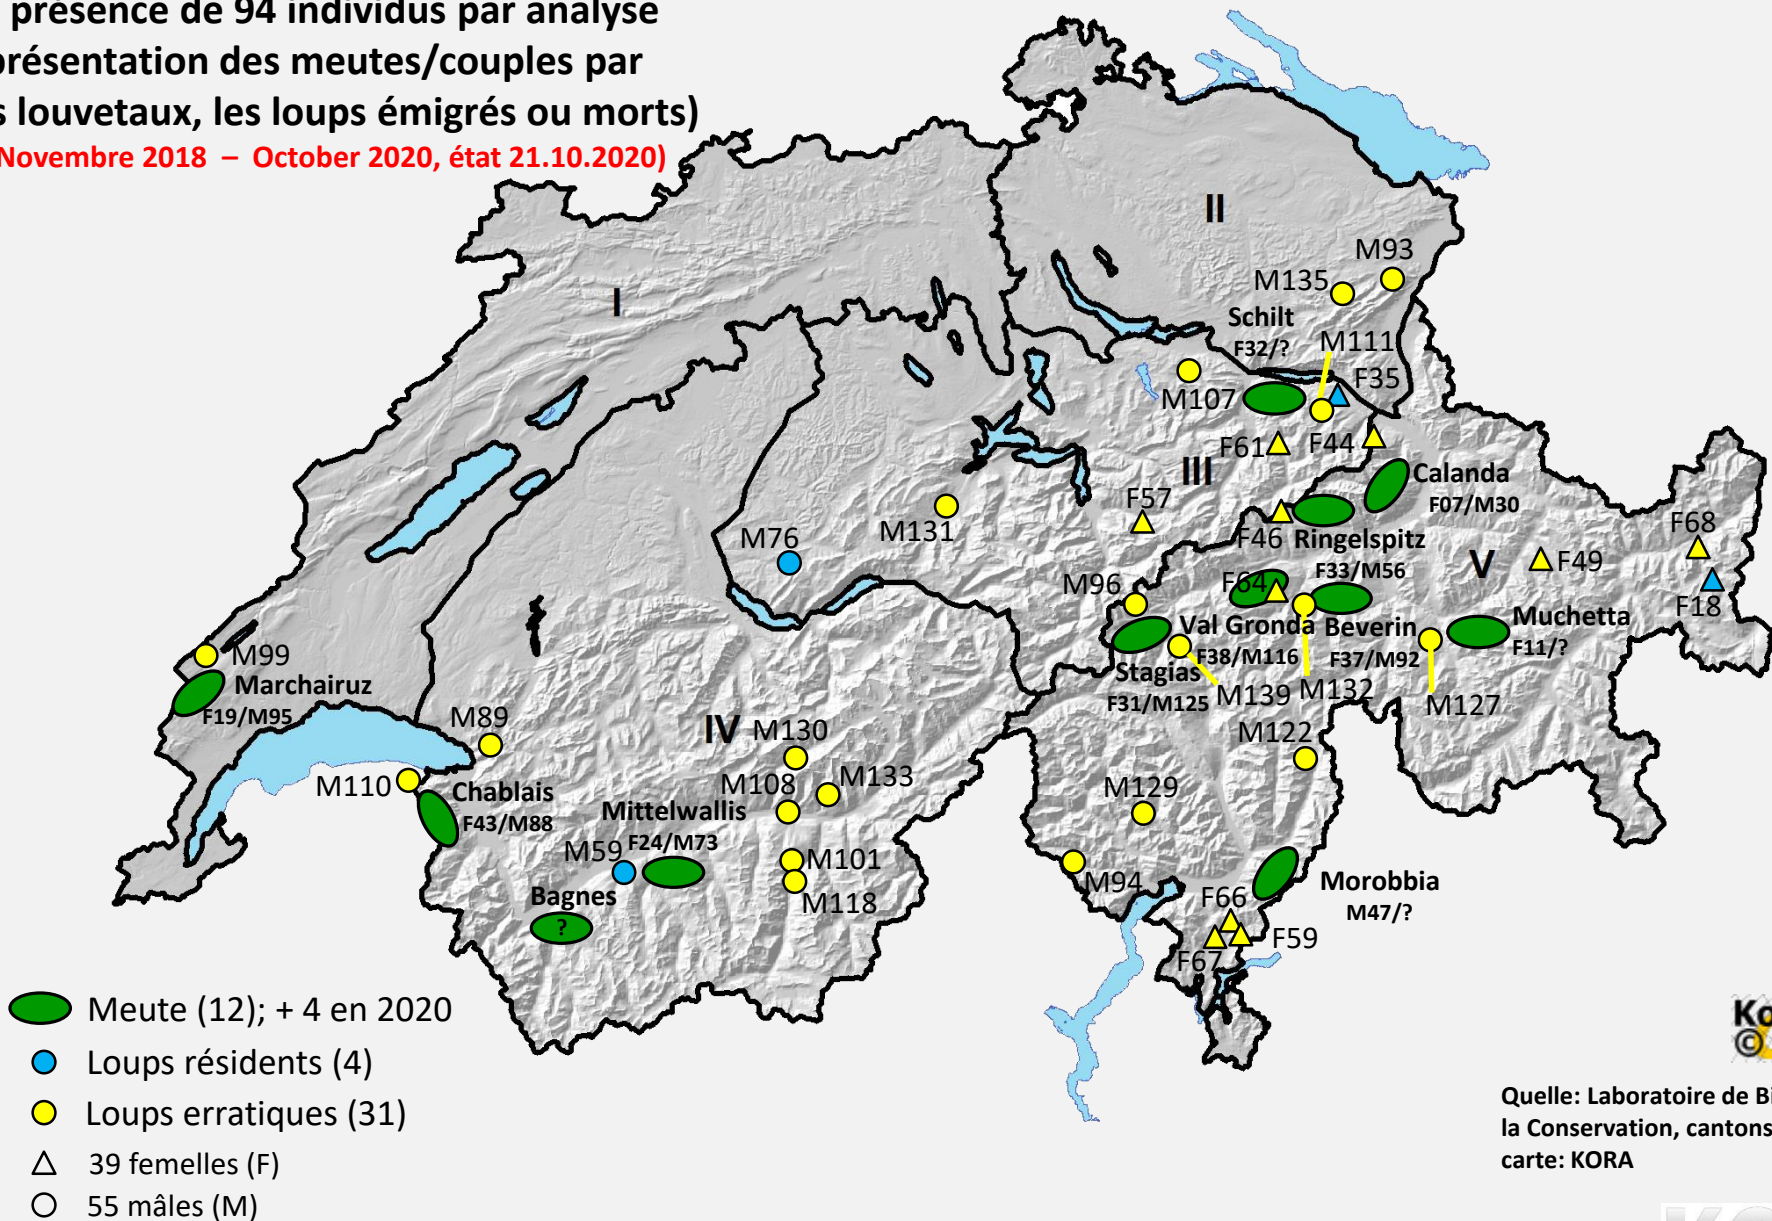 présence de 94 individus par analyse
présentation des meutes/couples par
louvetaux, les loups émigrés ou morts)
Novembre 2018 – October 2020, état 21.10.2020)
I
II
III
IV
V
M93
M135
Schilt
F32/?
M111
F35
M107
F61
F44
Calanda
F07/M30
F57
M131
M76
F46
Ringelspitz
F33/M56
F68
F49
F18
M96
F64
Val Gronda
F38/M116
Beverin
F37/M92
Muchetta
F11/?
Stagias
F31/M125
M139
M132
M127
M99
Marchairuz
F19/M95
M89
M130
M122
M110
Chablais
F43/M88
M108
M133
M129
Mittelwallis
F24/M73
M59
M101
M94
M118
Bagnes
?
Morobbia
M47/?
F66
F59
F67
Meute (12); + 4 en 2020
Loups résidents (4)
Loups erratiques (31)
39 femelles (F)
55 mâles (M)
©
Quelle: Laboratoire de
la Conservation, cantons
carte: KORA